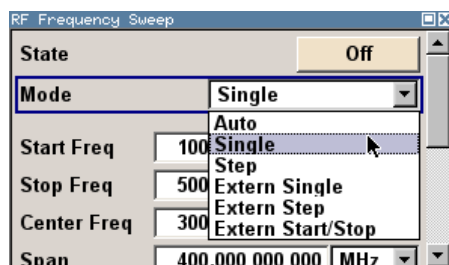 RF Frequency Sweep
State Off
Mode Single
Auto
Start Freq 100 Single
Step
Stop Freq 500 Extern Single
Extern Step
Center Freq 300 Extern Start/Stop
Span 400.000 000 000 MHz